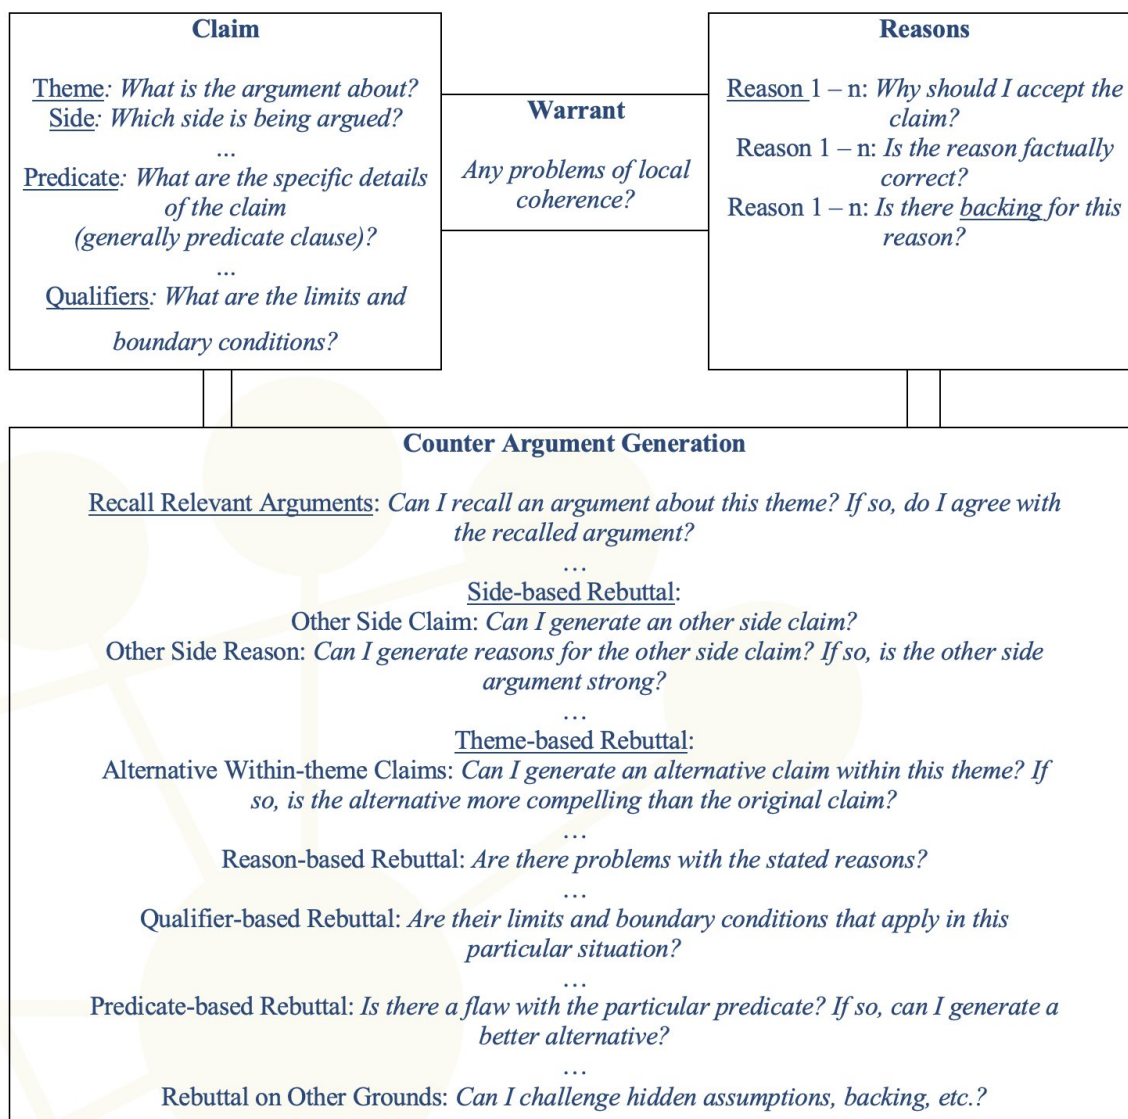 Claim
Theme: What is the argument about?
Side: Which side is being argued?
...
Predicate: What are the specific details
of the claim
(generally predicate clause)?
...
Qualifiers: What are the limits and
boundary conditions?
Warrant
Any problems of local
coherence?
Reasons
Reason 1 – n: Why should I accept the
claim?
Reason 1 – n: Is the reason factually
correct?
Reason 1 – n: Is there backing for this
reason?
Counter Argument Generation
Recall Relevant Arguments: Can I recall an argument about this theme? If so, do I agree with
the recalled argument?
…
Side-based Rebuttal:
Other Side Claim: Can I generate an other side claim?
Other Side Reason: Can I generate reasons for the other side claim? If so, is the other side
argument strong?
…
Theme-based Rebuttal:
Alternative Within-theme Claims: Can I generate an alternative claim within this theme? If
so, is the alternative more compelling than the original claim?
…
Reason-based Rebuttal: Are there problems with the stated reasons?
…
Qualifier-based Rebuttal: Are their limits and boundary conditions that apply in this
particular situation?
…
Predicate-based Rebuttal: Is there a flaw with the particular predicate? If so, can I generate a
better alternative?
…
Rebuttal on Other Grounds: Can I challenge hidden assumptions, backing, etc.?